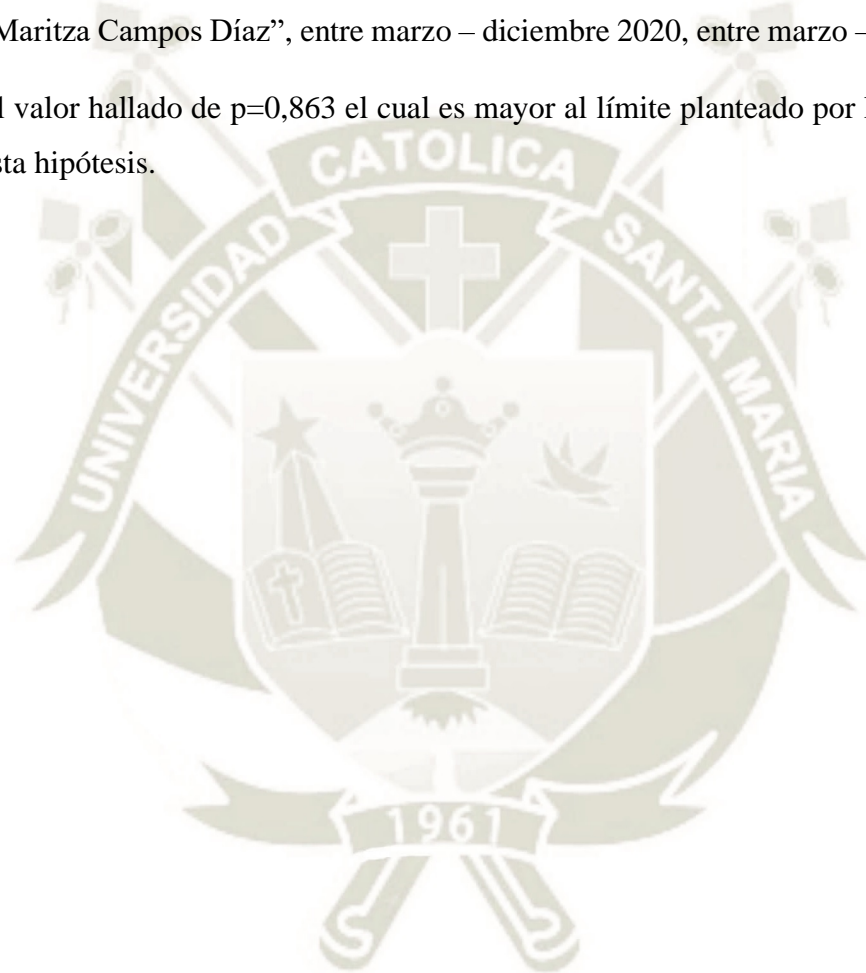 Maritza Campos Díaz”, entre marzo – diciembre 2020, entre marzo –
l valor hallado de p=0,863 el cual es mayor al límite planteado por
sta hipótesis.
UNIVERSIDAD CATOLICA SANTA MARIA
1961